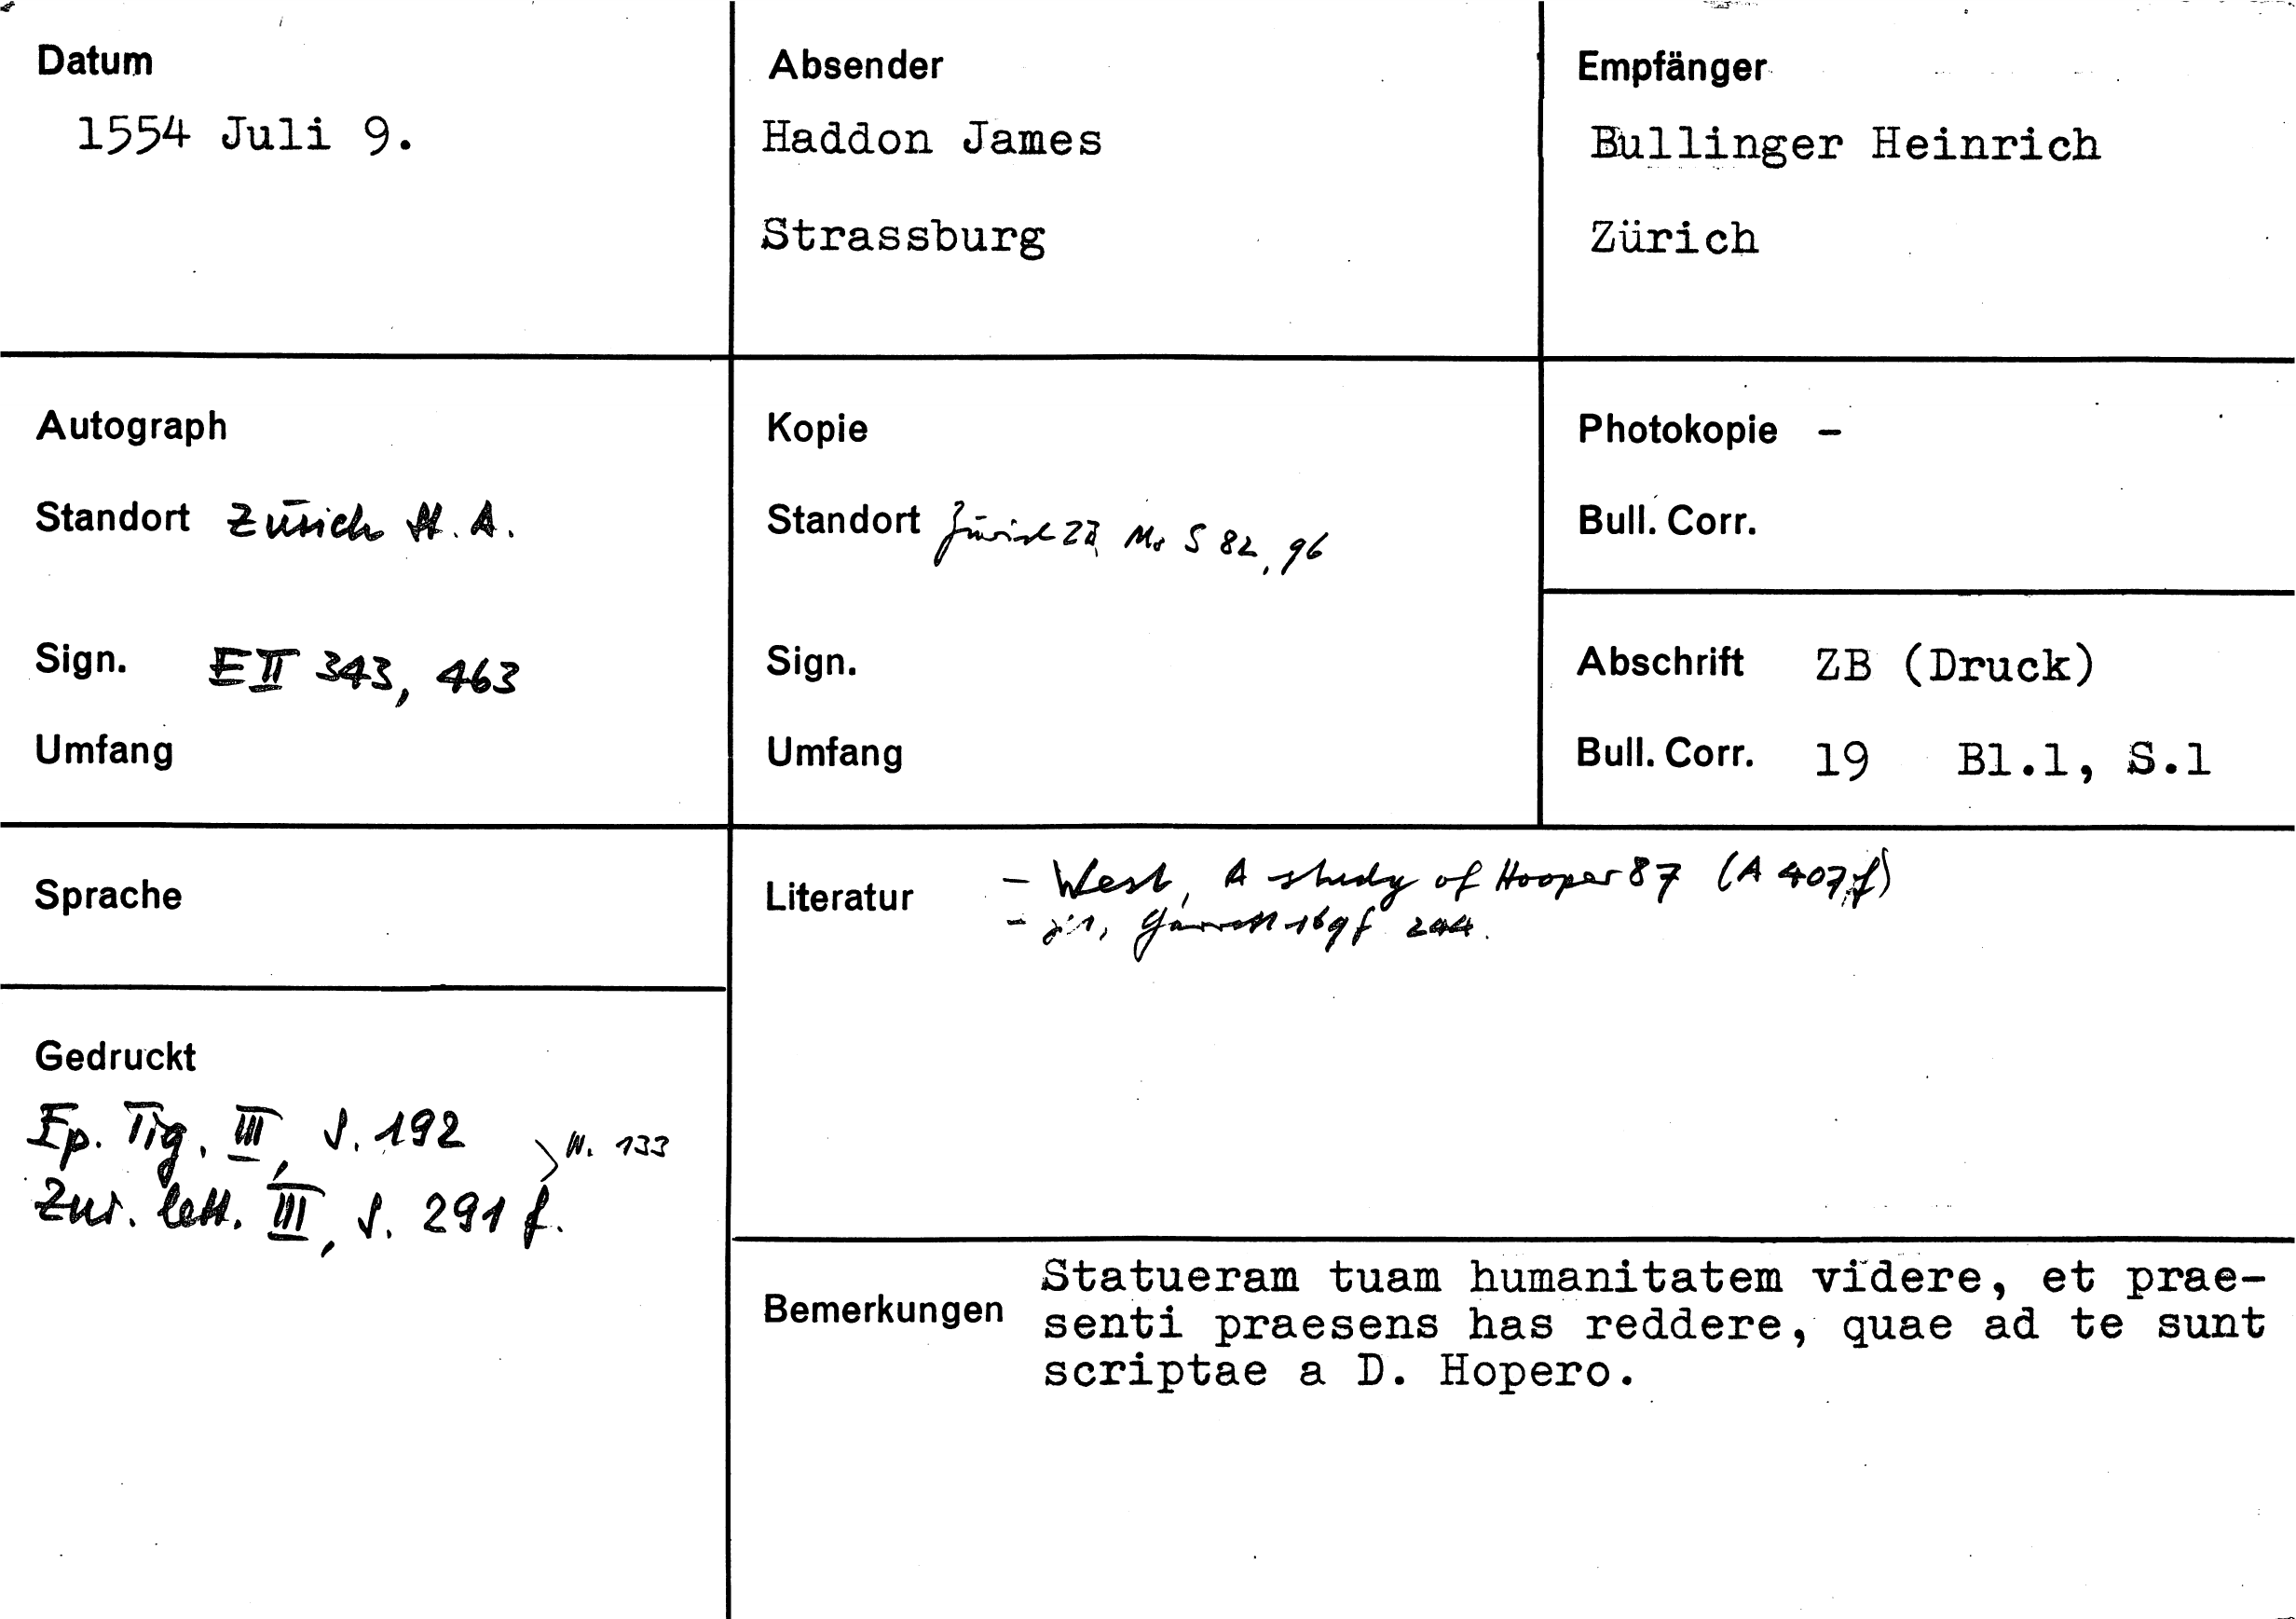 Datum
1554 Juli 9.
Absender
Haddon James
Strassburg
Empfänger
Bullinger Heinrich
Zürich
Autograph
Standort Zürich St. A.
Sign. E II 343, 463
Umfang
Kopie
Standort Zürich ZB, Ms S 82, 96
Sign.
Umfang
Photokopie -
Bull. Corr.
Abschrift ZB (Druck)
Bull. Corr. 19 Bl.1, S.1
Sprache
Literatur - West, A study of Hooper 87 (A 407,f)
- Garrett 169f 244.
Gedruckt
Ep. Tig. III, S. 192
N. 133
Zur. lett. III, S. 291 f.
Bemerkungen
Statueram tuam humanitatem videre, et prae-
senti praesens has reddere, quae ad te sunt
scriptae a D. Hopero.